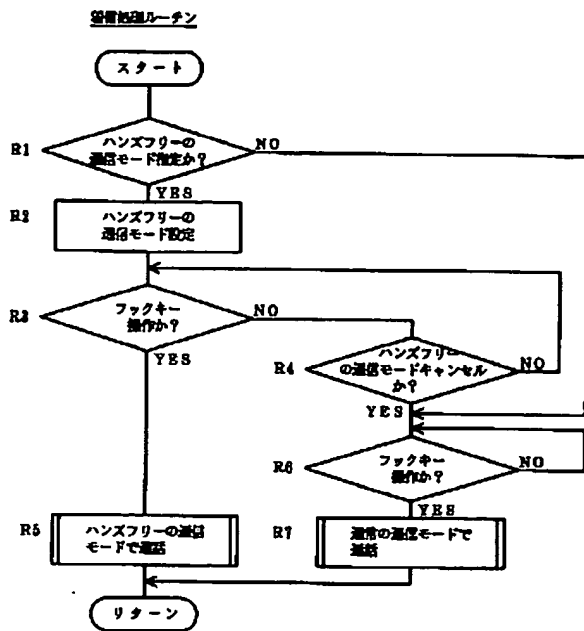 着信処理ルーチン
スタート
R1
ハンズフリーの
通信モード指定か？
NO
YES
R2
ハンズフリーの
通信モード設定
R3
フックキー
操作か？
NO
YES
R4
ハンズフリー
の通信モードキャンセル
か？
NO
YES
R6
フックキー
操作か？
NO
YES
R5
ハンズフリーの通信
モードで通話
R7
通常の通信モードで
通話
リターン